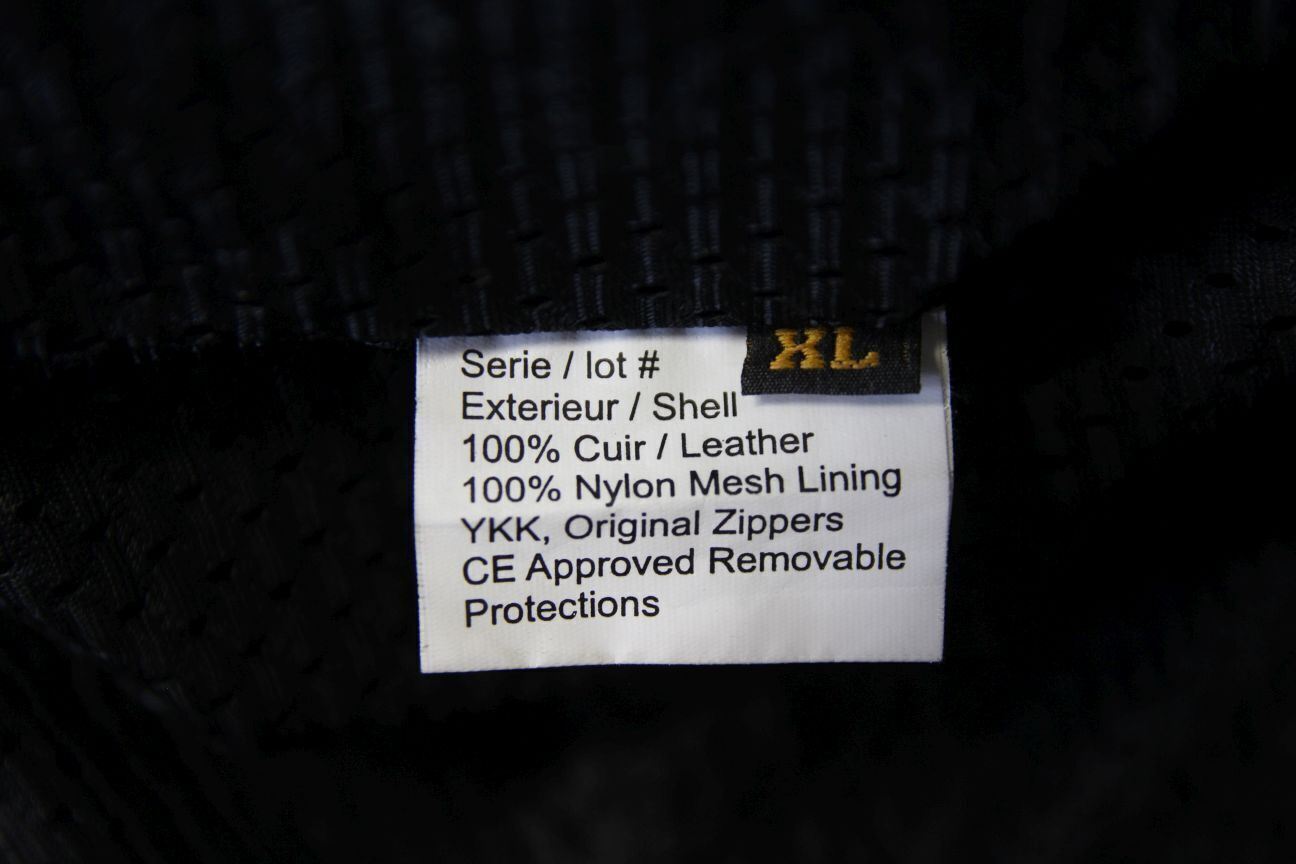 XL
Serie / lot #
Exterieur / Shell
100% Cuir / Leather
100% Nylon Mesh Lining
YKK, Original Zippers
CE Approved Removable
Protections